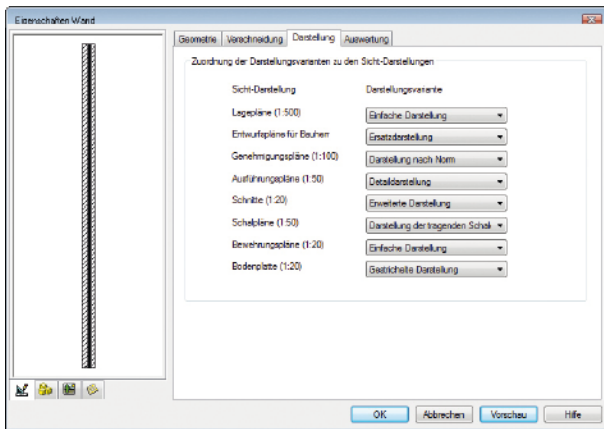 Eigenschaften Wand
Geometrie Verschneidung Darstellung Auswertung
Zuordnung der Darstellungsvarianten zu den Sicht-Darstellungen
Sicht-Darstellung Darstellungsvariante
Lagepläne (1:500) Einfache Darstellung
Entwurfspläne für Bauherr Ersatzdarstellung
Genehmigungspläne (1:100) Darstellung nach Norm
Ausführungspläne (1:50) Detaildarstellung
Schnitte (1:20) Erweiterte Darstellung
Schalpläne (1:50) Darstellung der tragenden Schal
Bewehrungspläne (1:20) Einfache Darstellung
Bodenplatte (1:20) Gestrichelte Darstellung
OK Abbrechen Vorschau Hilfe